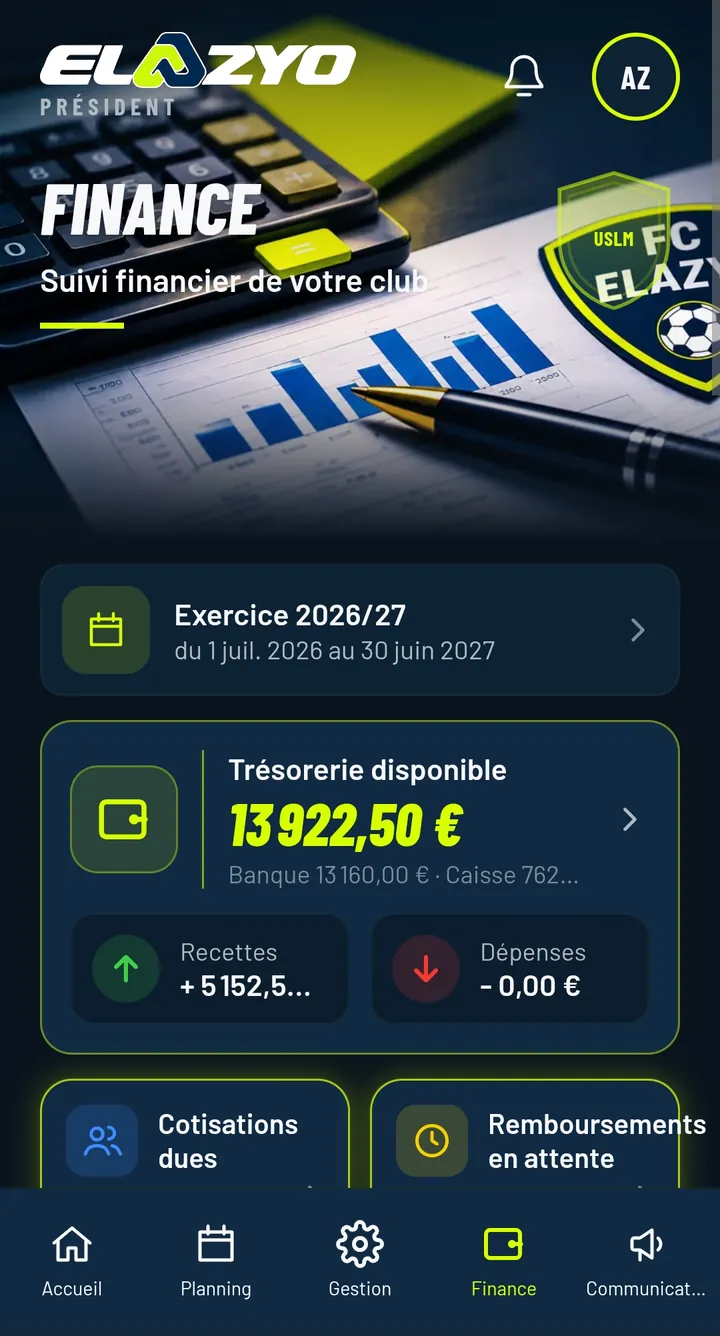 ELAZYO
PRÉSIDENT
AZ
FINANCE
Suivi financier de votre club
USLM
FC
ELAZY
Exercice 2026/27
du 1 juil. 2026 au 30 juin 2027
Trésorerie disponible
13 922,50 €
Banque 13 160,00 € · Caisse 762...
Recettes
+ 5 152,5...
Dépenses
- 0,00 €
Cotisations
dues
Remboursements
en attente
Accueil
Planning
Gestion
Finance
Communicat...